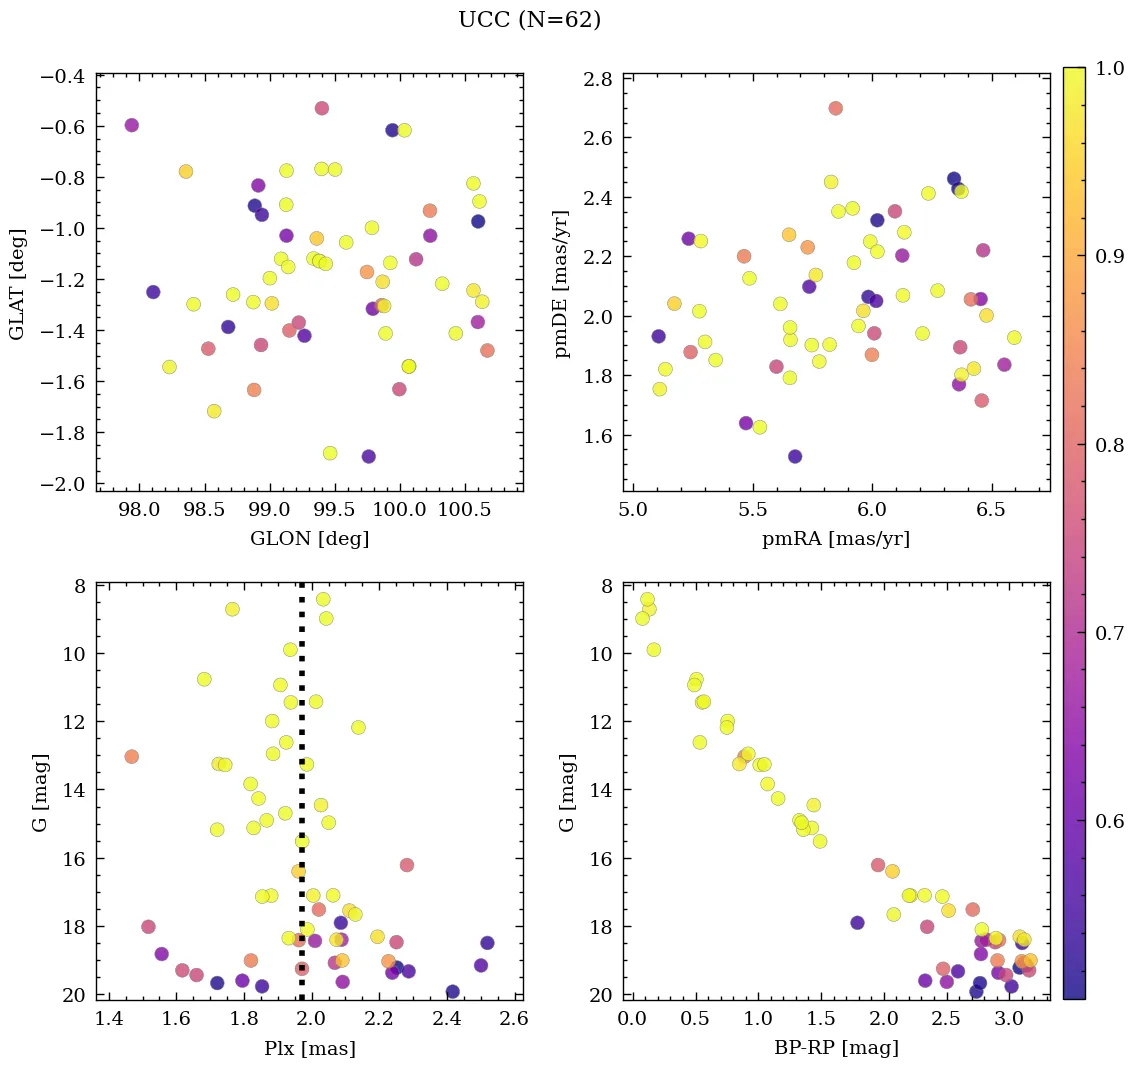 UCC (N=62)
−0.4
−0.6
−0.8
−1.0
−1.2
−1.4
−1.6
−1.8
−2.0
GLAT [deg]
98.0 98.5 99.0 99.5 100.0 100.5
GLON [deg]
2.8
2.6
2.4
2.2
2.0
1.8
1.6
pmDE [mas/yr]
5.0 5.5 6.0 6.5
pmRA [mas/yr]
1.0
0.9
0.8
0.7
0.6
8
10
12
14
16
18
20
G [mag]
1.4 1.6 1.8 2.0 2.2 2.4 2.6
Plx [mas]
8
10
12
14
16
18
20
G [mag]
0.0 0.5 1.0 1.5 2.0 2.5 3.0
BP-RP [mag]